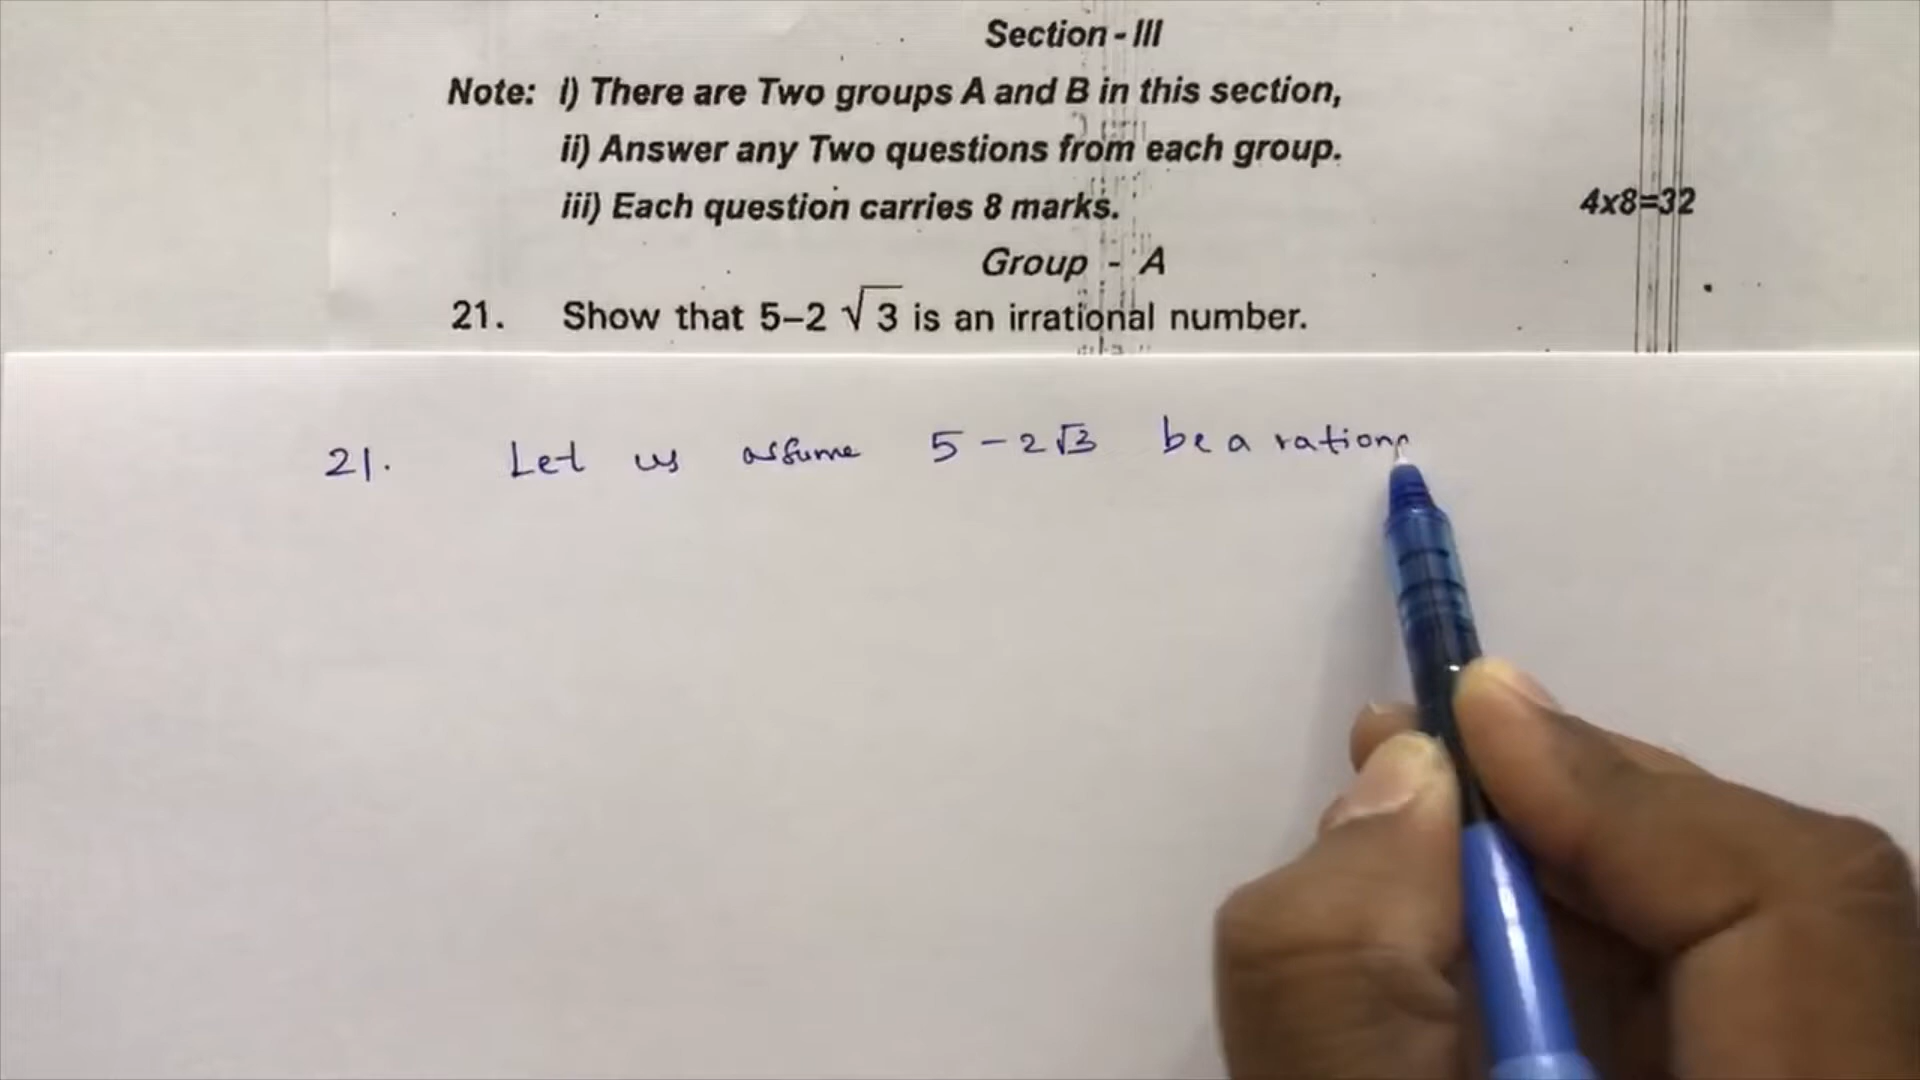 Section - III
Note: i) There are Two groups A and B in this section,
ii) Answer any Two questions from each group.
iii) Each question carries 8 marks.
4x8=32
Group - A
21. Show that 5–2 √3 is an irrational number.
21. Let us assume 5 - 2√3 be a ration